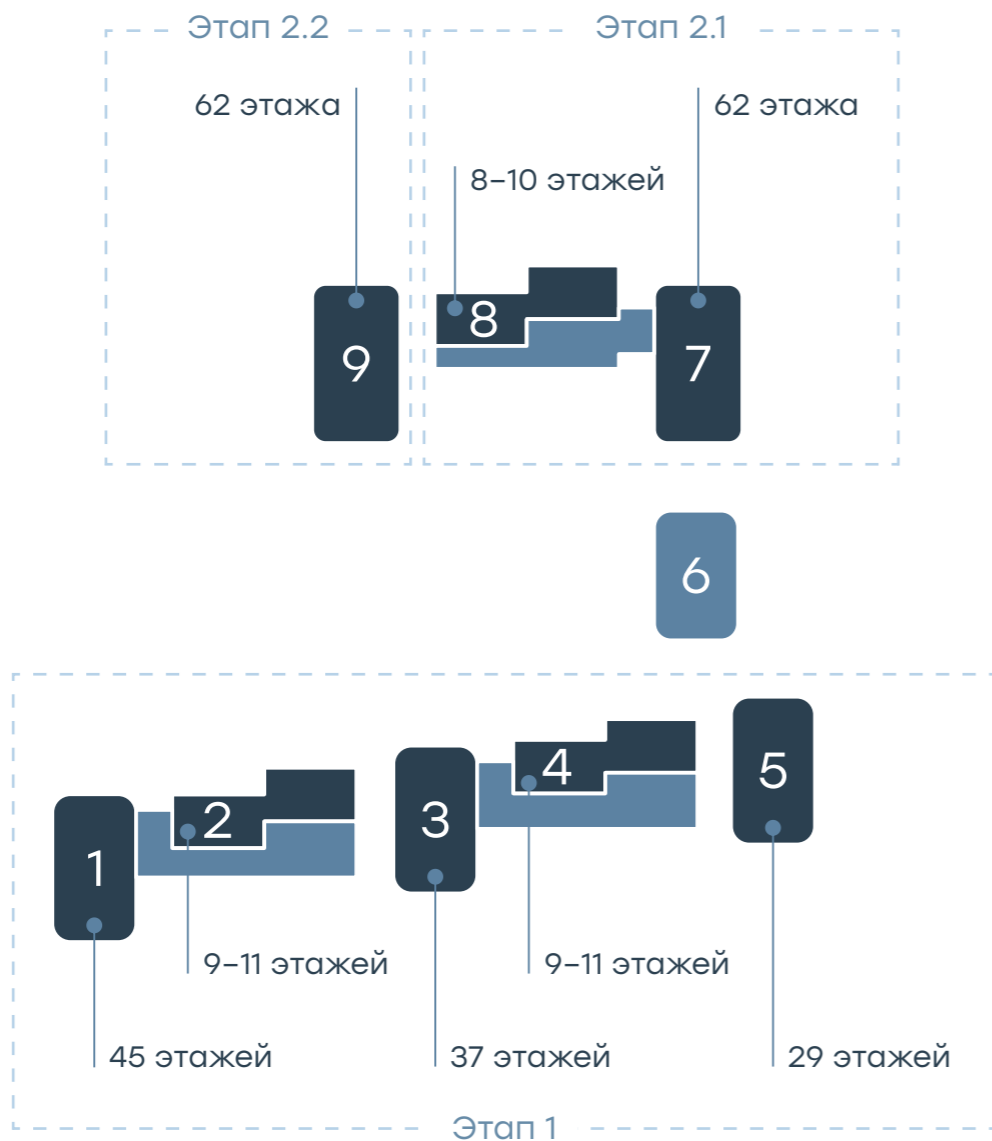 Этап 2.2
Этап 2.1
62 этажа
62 этажа
8–10 этажей
8
9
7
6
5
4
3
2
1
9–11 этажей
9–11 этажей
45 этажей
37 этажей
29 этажей
Этап 1